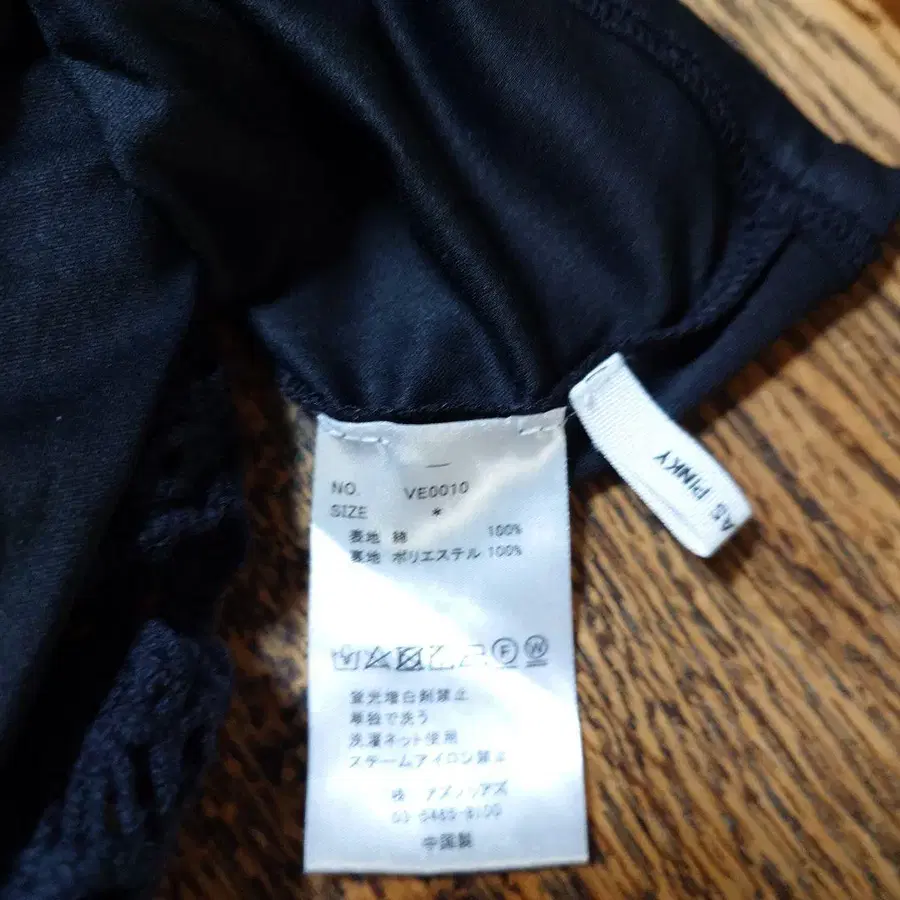 NO. VE0010
SIZE *
表地 綿 100%
裏地 ポリエステル 100%
F W
蛍光増白剤禁止
単独で洗う
洗濯ネット使用
スチームアイロン禁止
中国製
AS PINKY